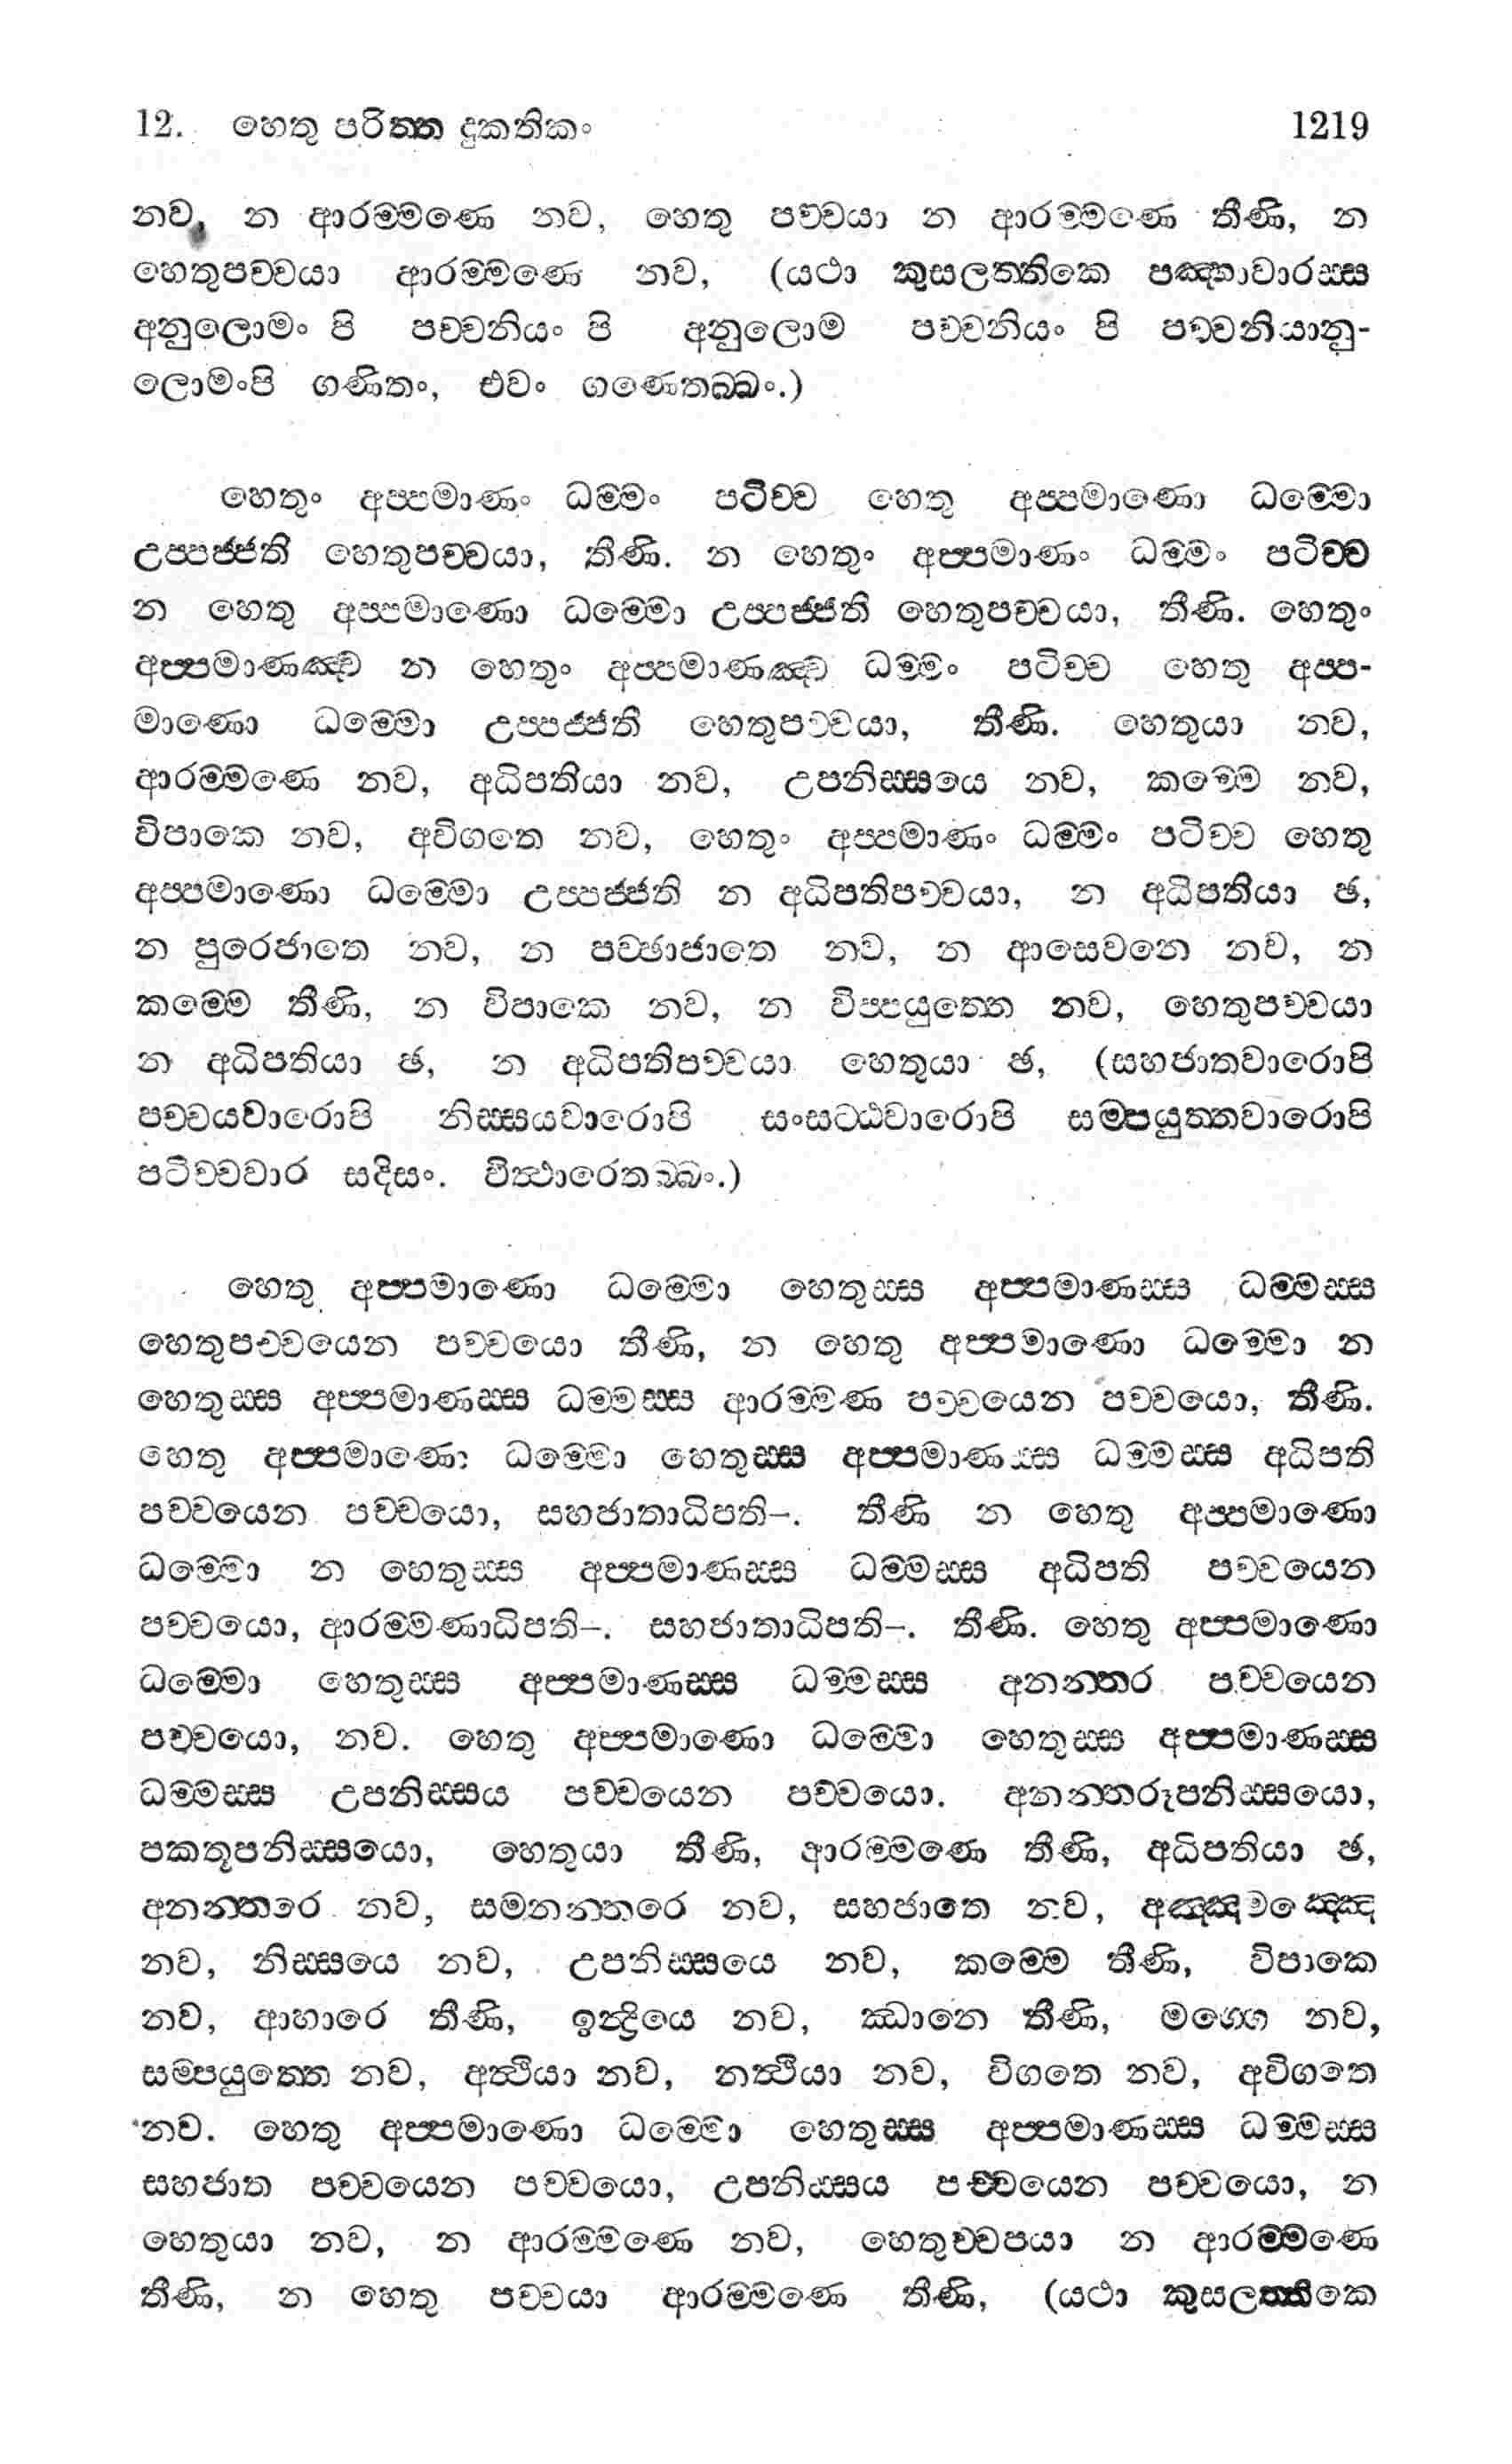 12. හෙතු පරිත්ත දුකතිකං 1219
නව, න ආරම්මණෙ නව, හෙතු පච්චයා න ආරම්මණෙ තීණි, න
හෙතුපච්චයා ආරම්මණෙ නව, (යථා කුසලත්තිකෙ පඤ්හාවාරස්ස
අනුලොමං පි පච්චනියං පි අනුලොම පච්චනියං පි පච්චනියානු-
ලොමංපි ගණිතං, එවං ගණෙතබ්බං.)
හෙතුං අප්පමාණං ධම්මං පටිච්ච හෙතු අප්පමාණො ධම්මො
උප්පජ්ජති හෙතුපච්චයා, තීණි. න හෙතුං අප්පමාණං ධම්මං පටිච්ච
න හෙතු අප්පමාණො ධම්මො උප්පජ්ජති හෙතුපච්චයා, තීණි. හෙතුං
අප්පමාණඤ්ච න හෙතුං අප්පමාණඤ්ච ධම්මං පටිච්ච හෙතු අප්ප-
මාණො ධම්මො උප්පජ්ජති හෙතුපච්චයා, තීණි. හෙතුයා නව,
ආරම්මණෙ නව, අධිපතියා නව, උපනිස්සයෙ නව, කම්මෙ නව,
විපාකෙ නව, අවිගතෙ නව, හෙතුං අප්පමාණං ධම්මං පටිච්ච හෙතු
අප්පමාණො ධම්මො උප්පජ්ජති න අධිපතිපච්චයා, න අධිපතියා ඡ,
න පුරෙජාතෙ නව, න පච්ඡාජාතෙ නව, න ආසෙවනෙ නව, න
කම්මෙ තීණි, න විපාකෙ නව, න විප්පයුත්තෙ නව, හෙතුපච්චයා
න අධිපතියා ඡ, න අධිපතිපච්චයා හෙතුයා ඡ, (සහජාතවාරොපි
පච්චයවාරොපි නිස්සයවාරොපි සංසට්ඨවාරොපි සම්පයුත්තවාරොපි
පටිච්චවාර සදිසං. විත්ථාරෙතබ්බං.)
හෙතු අප්පමාණො ධම්මො හෙතුස්ස අප්පමාණස්ස ධම්මස්ස
හෙතුපච්චයෙන පච්චයො තීණි, න හෙතු අප්පමාණො ධම්මො න
හෙතුස්ස අප්පමාණස්ස ධම්මස්ස ආරම්මණ පච්චයෙන පච්චයො, තීණි.
හෙතු අප්පමාණො ධම්මො හෙතුස්ස අප්පමාණස්ස ධම්මස්ස අධිපති
පච්චයෙන පච්චයො, සහජාතාධිපති–. තීණි න හෙතු අප්පමාණො
ධම්මො න හෙතුස්ස අප්පමාණස්ස ධම්මස්ස අධිපති පච්චයෙන
පච්චයො, ආරම්මණාධිපති–. සහජාතාධිපති–. තීණි. හෙතු අප්පමාණො
ධම්මො හෙතුස්ස අප්පමාණස්ස ධම්මස්ස අනන්තර පච්චයෙන
පච්චයො, නව. හෙතු අප්පමාණො ධම්මො හෙතුස්ස අප්පමාණස්ස
ධම්මස්ස උපනිස්සය පච්චයෙන පච්චයො. අනන්තරූපනිස්සයො,
පකතූපනිස්සයො, හෙතුයා තීණි, ආරම්මණෙ තීණි, අධිපතියා ඡ,
අනන්තරෙ නව, සමනන්තරෙ නව, සහජාතෙ නව, අඤ්ඤමඤ්ඤෙ
නව, නිස්සයෙ නව, උපනිස්සයෙ නව, කම්මෙ තීණි, විපාකෙ
නව, ආහාරෙ තීණි, ඉන්ද්‍රියෙ නව, ඣානෙ තීණි, මග්ගෙ නව,
සම්පයුත්තෙ නව, අත්ථියා නව, නත්ථියා නව, විගතෙ නව, අවිගතෙ
නව. හෙතු අප්පමාණො ධම්මො හෙතුස්ස අප්පමාණස්ස ධම්මස්ස
සහජාත පච්චයෙන පච්චයො, උපනිස්සය පච්චයෙන පච්චයො, න
හෙතුයා නව, න ආරම්මණෙ නව, හෙතුච්චපයා න ආරම්මණෙ
තීණි, න හෙතු පච්චයා ආරම්මණෙ තීණි, (යථා කුසලත්තිකෙ